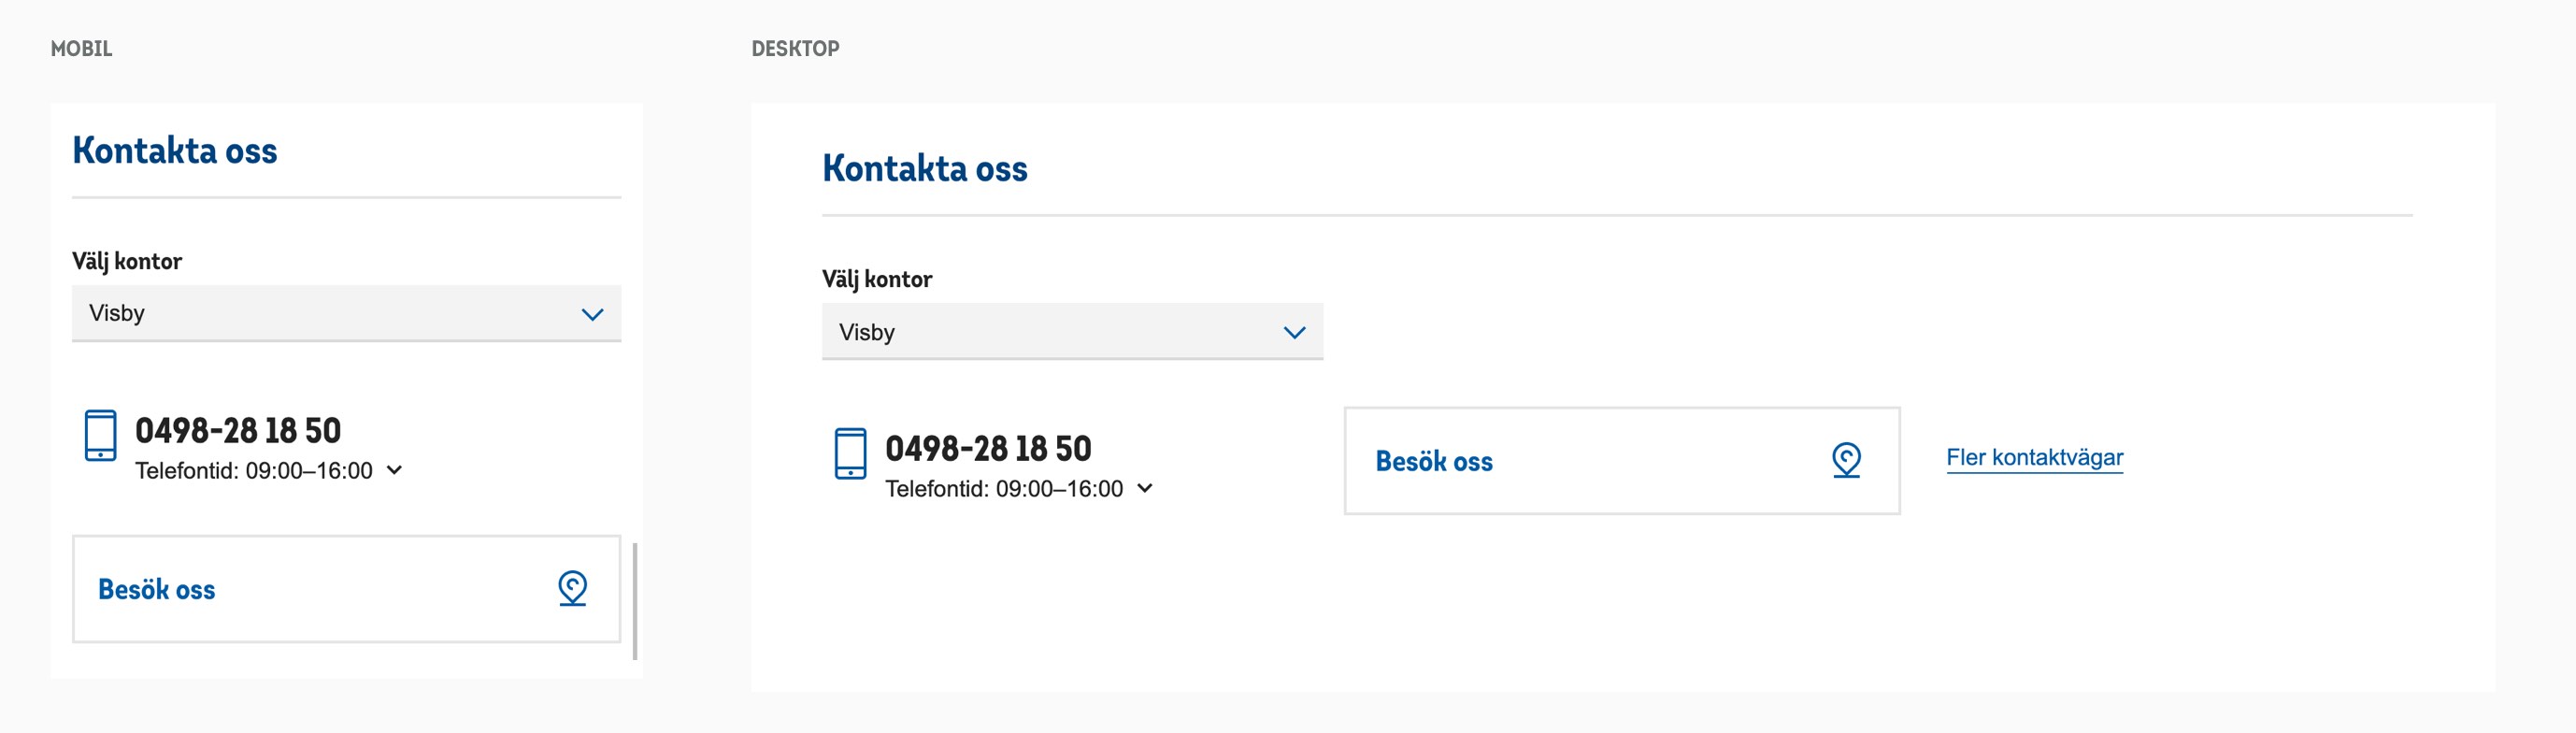 MOBIL
Kontakta oss
Välj kontor
Visby
0498-28 18 50
Telefontid: 09:00–16:00
Besök oss
DESKTOP
Kontakta oss
Välj kontor
Visby
0498-28 18 50
Telefontid: 09:00–16:00
Besök oss
Fler kontaktvägar